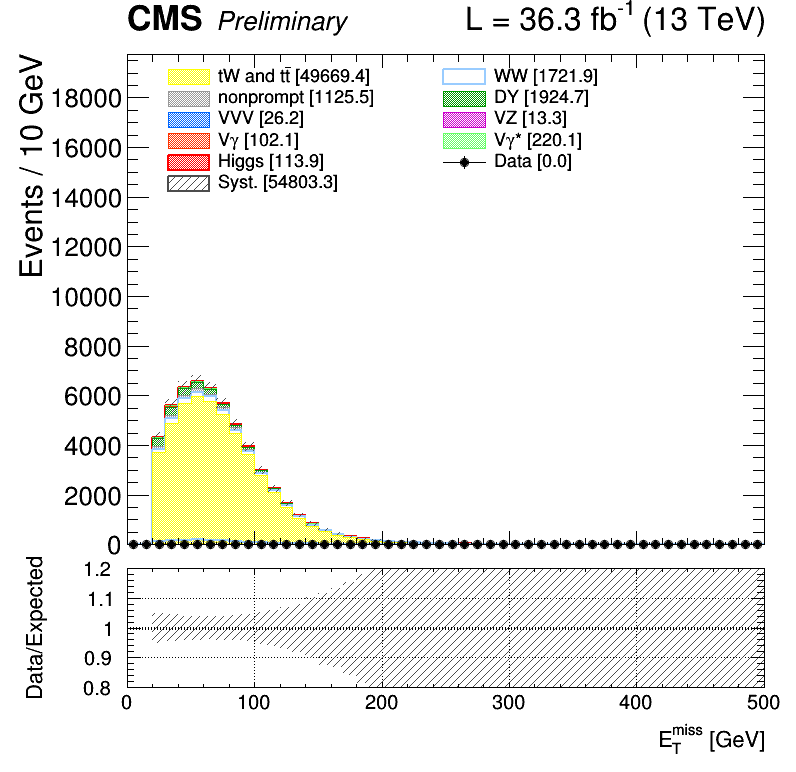 CMS Preliminary L = 36.3 fb⁻¹ (13 TeV)
Events / 10 GeV
tW and tt̄ [49669.4]
nonprompt [1125.5]
VVV [26.2]
Vγ [102.1]
Higgs [113.9]
Syst. [54803.3]
WW [1721.9]
DY [1924.7]
VZ [13.3]
Vγ* [220.1]
Data [0.0]
18000
16000
14000
12000
10000
8000
6000
4000
2000
0
Data/Expected
1.2
1.1
1
0.9
0.8
0 100 200 300 400 500
E_T^miss [GeV]